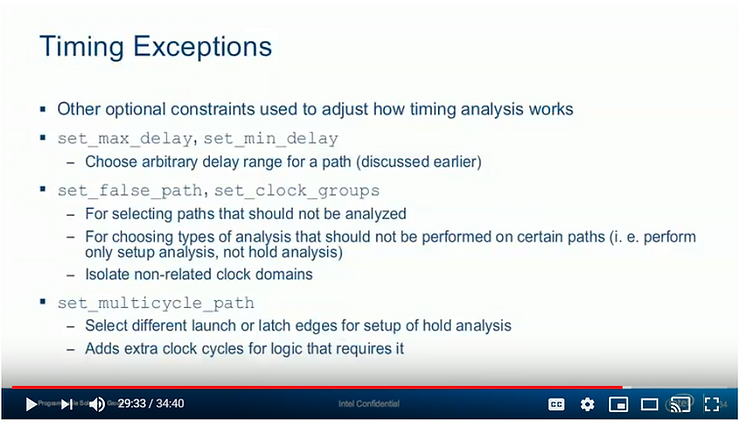 Timing Exceptions
▪ Other optional constraints used to adjust how timing analysis works
▪ set_max_delay, set_min_delay
– Choose arbitrary delay range for a path (discussed earlier)
▪ set_false_path, set_clock_groups
– For selecting paths that should not be analyzed
– For choosing types of analysis that should not be performed on certain paths (i. e. perform
only setup analysis, not hold analysis)
– Isolate non-related clock domains
▪ set_multicycle_path
– Select different launch or latch edges for setup of hold analysis
– Adds extra clock cycles for logic that requires it
29:33 / 34:40
Intel Confidential
CC